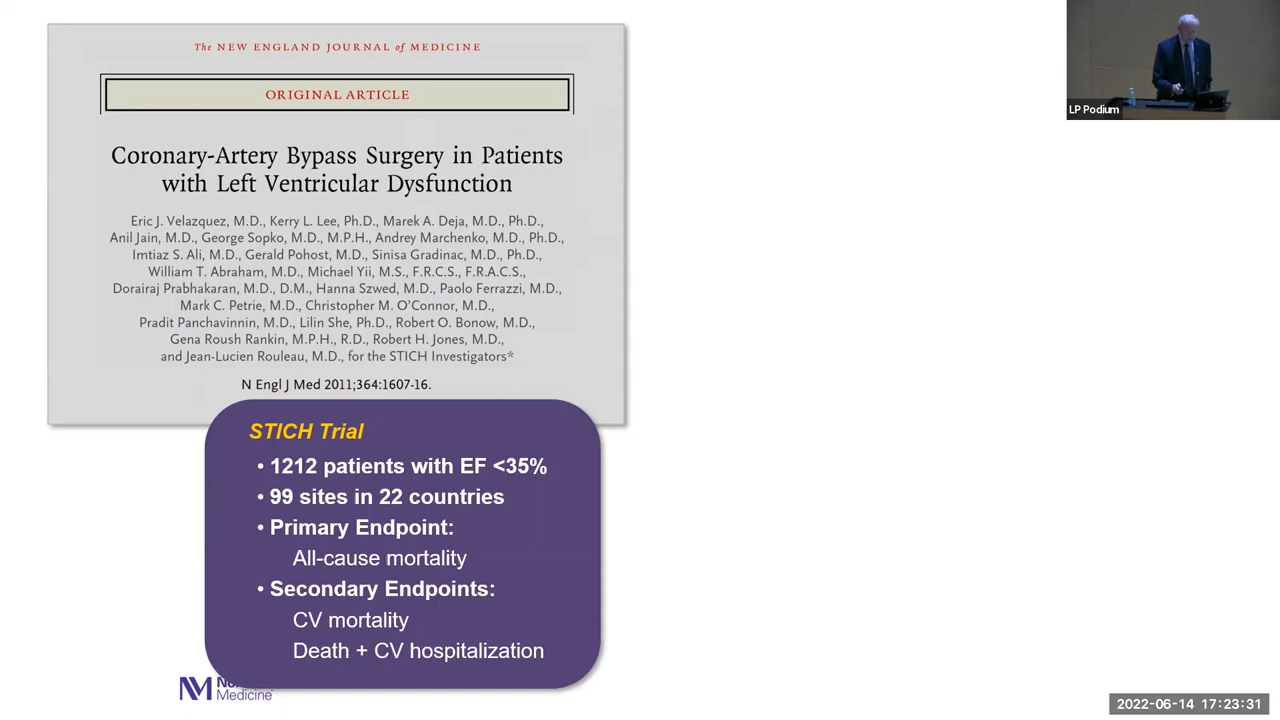 The NEW ENGLAND JOURNAL of MEDICINE
ORIGINAL ARTICLE
Coronary-Artery Bypass Surgery in Patients
with Left Ventricular Dysfunction
Eric J. Velazquez, M.D., Kerry L. Lee, Ph.D., Marek A. Deja, M.D., Ph.D.,
Anil Jain, M.D., George Sopko, M.D., M.P.H., Andrey Marchenko, M.D., Ph.D.,
Imtiaz S. Ali, M.D., Gerald Pohost, M.D., Sinisa Gradinac, M.D., Ph.D.,
William T. Abraham, M.D., Michael Yii, M.S., F.R.C.S., F.R.A.C.S.,
Dorairaj Prabhakaran, M.D., D.M., Hanna Szwed, M.D., Paolo Ferrazzi, M.D.,
Mark C. Petrie, M.D., Christopher M. O'Connor, M.D.,
Pradit Panchavinnin, M.D., Lilin She, Ph.D., Robert O. Bonow, M.D.,
Gena Roush Rankin, M.P.H., R.D., Robert H. Jones, M.D.,
and Jean-Lucien Rouleau, M.D., for the STICH Investigators*
N Engl J Med 2011;364:1607-16.
STICH Trial
• 1212 patients with EF <35%
• 99 sites in 22 countries
• Primary Endpoint:
All-cause mortality
• Secondary Endpoints:
CV mortality
Death + CV hospitalization
Medicine
LP Podium
2022-06-14 17:23:31